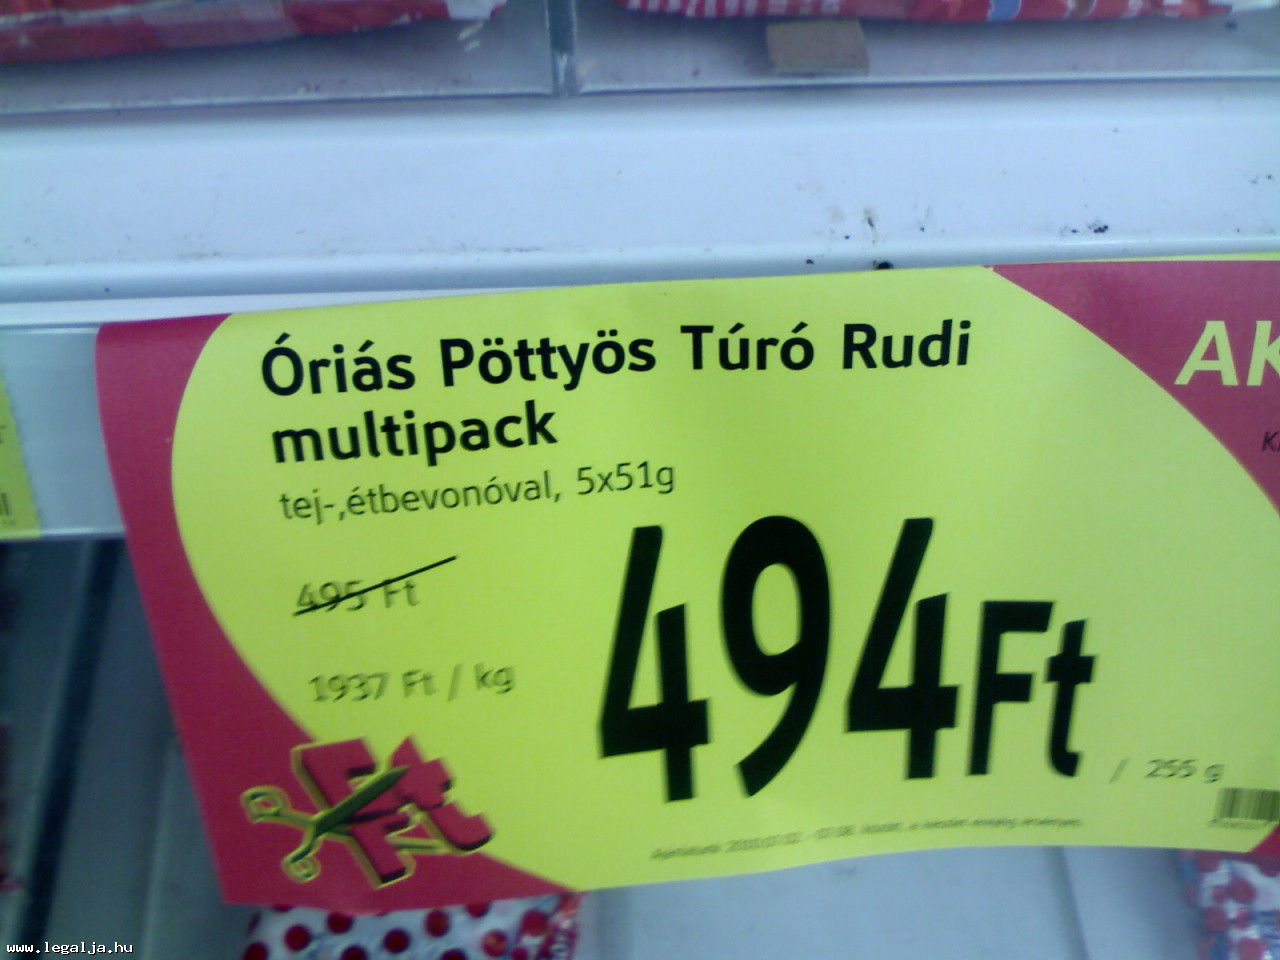 Óriás Pöttyös Túró Rudi
multipack
tej-,étbevonóval, 5x51g
495 Ft
1937 Ft / kg
494Ft
/ 255 g
AK
Ft
www.legalja.hu